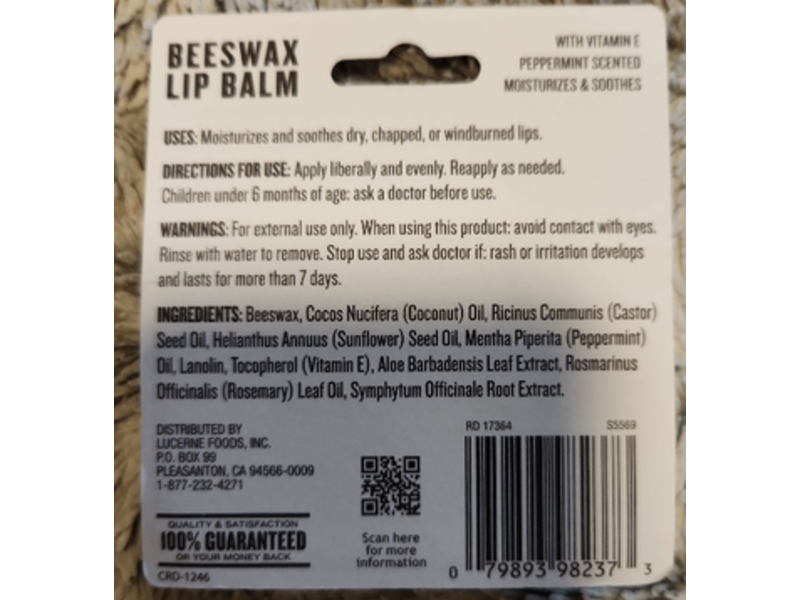 BEESWAX
LIP BALM
WITH VITAMIN E
PEPPERMINT SCENTED
MOISTURIZES & SOOTHES
USES: Moisturizes and soothes dry, chapped, or windburned lips.
DIRECTIONS FOR USE: Apply liberally and evenly. Reapply as needed.
Children under 6 months of age: ask a doctor before use.
WARNINGS: For external use only. When using this product: avoid contact with eyes.
Rinse with water to remove. Stop use and ask doctor if: rash or irritation develops
and lasts for more than 7 days.
INGREDIENTS: Beeswax, Cocos Nucifera (Coconut) Oil, Ricinus Communis (Castor)
Seed Oil, Helianthus Annuus (Sunflower) Seed Oil, Mentha Piperita (Peppermint)
Oil, Lanolin, Tocopherol (Vitamin E), Aloe Barbadensis Leaf Extract, Rosmarinus
Officinalis (Rosemary) Leaf Oil, Symphytum Officinale Root Extract.
DISTRIBUTED BY
LUCERNE FOODS, INC.
P.O. BOX 99
PLEASANTON, CA 94566-0009
1-877-232-4271
QUALITY & SATISFACTION
100% GUARANTEED
OR YOUR MONEY BACK
CRD-1246
Scan here
for more
information
RD 17364 S5569
0 79893 98237 3